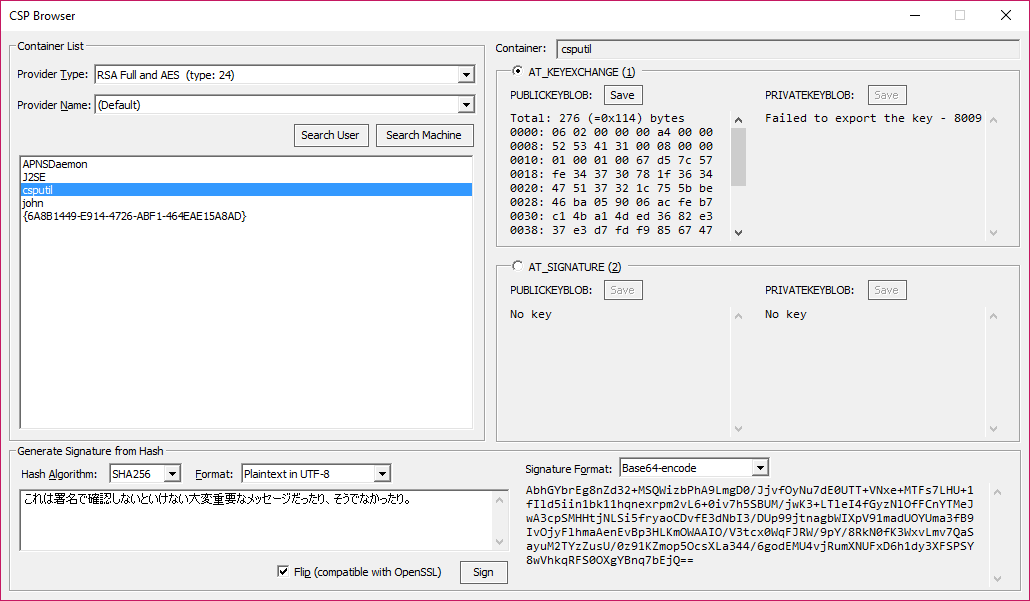 CSP Browser
Container List
Provider Type: RSA Full and AES (type: 24)
Provider Name: (Default)
Search User Search Machine
APNSDaemon
J2SE
csputil
john
{6A8B1449-E914-4726-ABF1-464EAE15A8AD}
Container: csputil
AT_KEYEXCHANGE (1)
PUBLICKEYBLOB: Save
Total: 276 (=0x114) bytes
0000: 06 02 00 00 00 a4 00 00
0008: 52 53 41 31 00 08 00 00
0010: 01 00 01 00 67 d5 7c 57
0018: fe 34 37 30 78 1f 36 34
0020: 47 51 37 32 1c 75 5b be
0028: 46 ba 05 90 06 ac fe b7
0030: c1 4b a1 4d ed 36 82 e3
0038: 37 e3 d7 fd f9 85 67 47
PRIVATEKEYBLOB: Save
Failed to export the key - 8009
AT_SIGNATURE (2)
PUBLICKEYBLOB: Save
No key
PRIVATEKEYBLOB: Save
No key
Generate Signature from Hash
Hash Algorithm: SHA256 Format: Plaintext in UTF-8
これは署名で確認しないといけない大変重要なメッセージだったり、そうでなかったり。
Flip (compatible with OpenSSL) Sign
Signature Format: Base64-encode
AbhGYbrEg8nZd32+MSQWizbPhA9LmgD0/JjvfOyNu7dE0UTT+VNxe+MTFs7LHU+1
fIld5iin1bk11hqnexrpm2vL6+0iv7h5SBUM/jwK3+LTleI4fGyzNlOfFCnYTMeJ
wA3cpSMHHtjNLSi5fryaoCDvfE3dNbI3/DUp99jtnagbWIXpV91madUOYUma3fB9
IvOjyFlhmaAenEvBp3HLKmOWAAIO/V3tcx0WqFJRW/9pY/8RkN0fK3WxvLmv7QaS
ayuM2TYzZusU/0z91KZmop5OcsXLa344/6godEMU4vjRumXNUFxD6h1dy3XFSPSY
8wVhkqRFS0OXgYBnq7bEjQ==